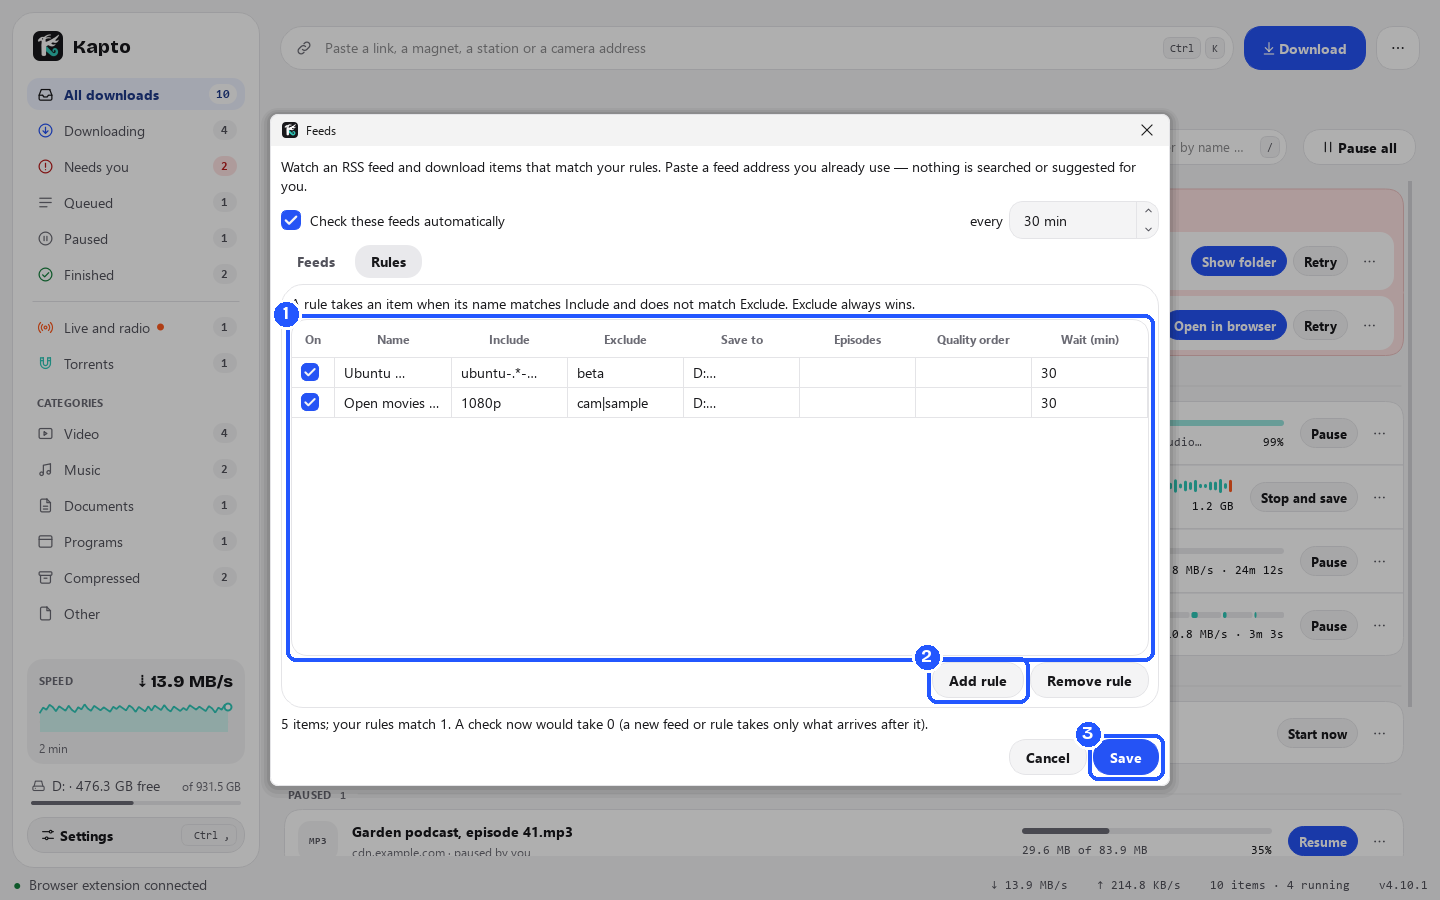 Kapto
Paste a link, a magnet, a station or a camera address
Ctrl K
Download
All downloads 10
Downloading 4
Needs you 2
Queued 1
Paused 1
Finished 2
Live and radio 1
Torrents 1
CATEGORIES
Video 4
Music 2
Documents 1
Programs 1
Compressed 2
Other
SPEED 13.9 MB/s
2 min
D: · 476.3 GB free of 931.5 GB
Settings Ctrl ,
Browser extension connected
Feeds
Watch an RSS feed and download items that match your rules. Paste a feed address you already use — nothing is searched or suggested for
you.
Check these feeds automatically
every 30 min
Feeds Rules
rule takes an item when its name matches Include and does not match Exclude. Exclude always wins.
1
On Name Include Exclude Save to Episodes Quality order Wait (min)
Ubuntu ... ubuntu-.*-... beta D:... 30
Open movies ... 1080p cam|sample D:... 30
2
Add rule Remove rule
5 items; your rules match 1. A check now would take 0 (a new feed or rule takes only what arrives after it).
3
Cancel Save
r by name ... /
Pause all
Show folder Retry
Open in browser Retry
udio… 99% Pause
1.2 GB Stop and save
8 MB/s · 24m 12s Pause
0.8 MB/s · 3m 3s Pause
Start now
PAUSED 1
MP3
Garden podcast, episode 41.mp3
cdn.example.com · paused by you
29.6 MB of 83.9 MB 35%
Resume
↓ 13.9 MB/s ↑ 214.8 KB/s 10 items · 4 running v4.10.1